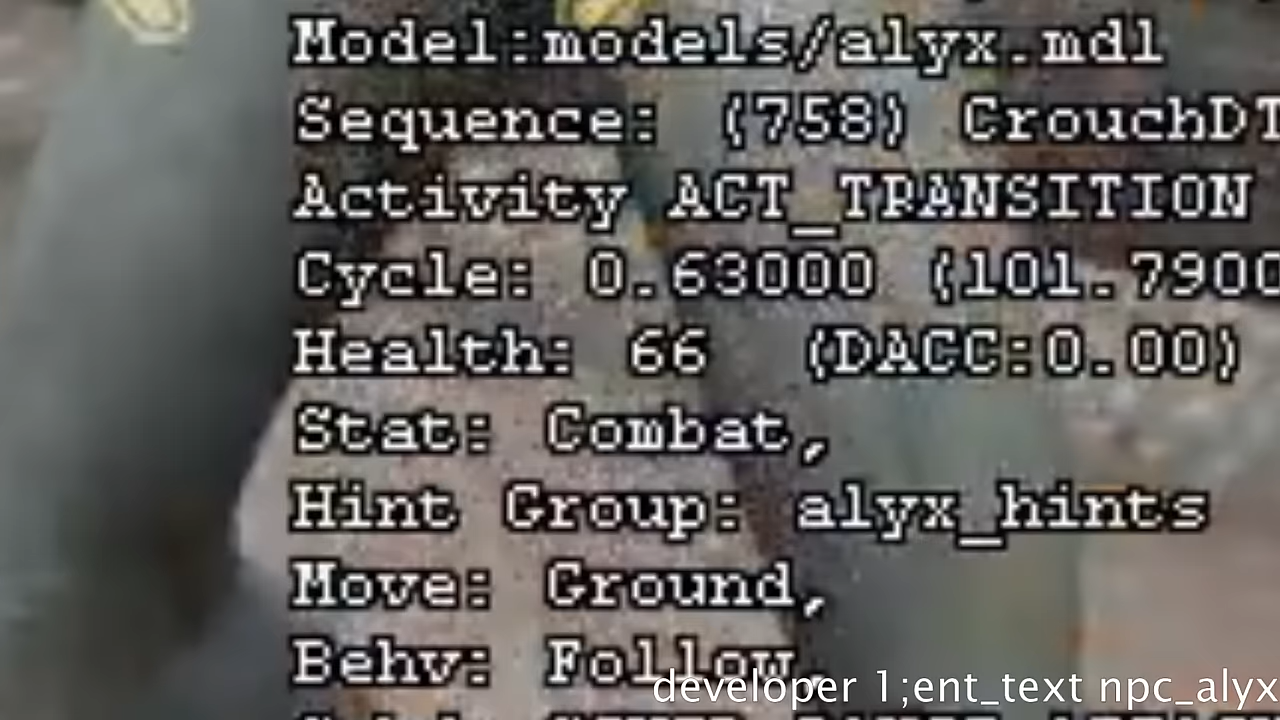 Model:models/alyx.mdl
Sequence: (758) CrouchDT
Activity ACT_TRANSITION
Cycle: 0.63000 (101.7900
Health: 66 (DACC:0.00)
Stat: Combat,
Hint Group: alyx_hints
Move: Ground,
Behv: Follow,
developer 1;ent_text npc_alyx